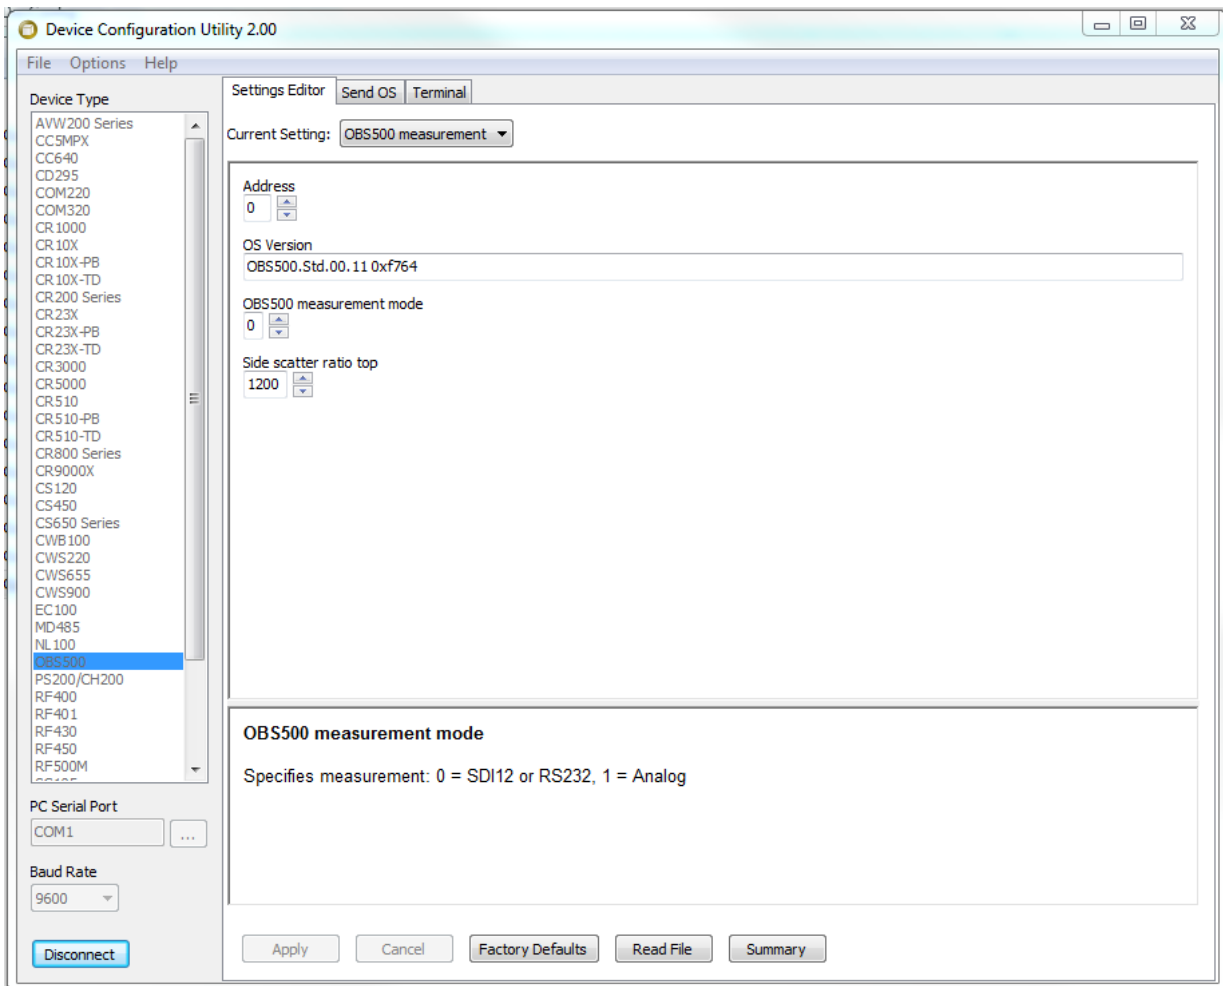 Device Configuration Utility 2.00
File Options Help
Device Type
AVW200 Series
CC5MPX
CC640
CD295
COM220
COM320
CR1000
CR10X
CR10X-PB
CR10X-TD
CR200 Series
CR23X
CR23X-PB
CR23X-TD
CR3000
CR5000
CR510
CR510-PB
CR510-TD
CR800 Series
CR9000X
CS120
CS450
CS650 Series
CWB100
CWS220
CWS655
CWS900
EC100
MD485
NL100
OBS500
PS200/CH200
RF400
RF401
RF430
RF450
RF500M
PC Serial Port
COM1
...
Baud Rate
9600
Disconnect
Settings Editor Send OS Terminal
Current Setting: OBS500 measurement
Address
0
OS Version
OBS500.Std.00.11 0xf764
OBS500 measurement mode
0
Side scatter ratio top
1200
OBS500 measurement mode
Specifies measurement: 0 = SDI12 or RS232, 1 = Analog
Apply Cancel Factory Defaults Read File Summary